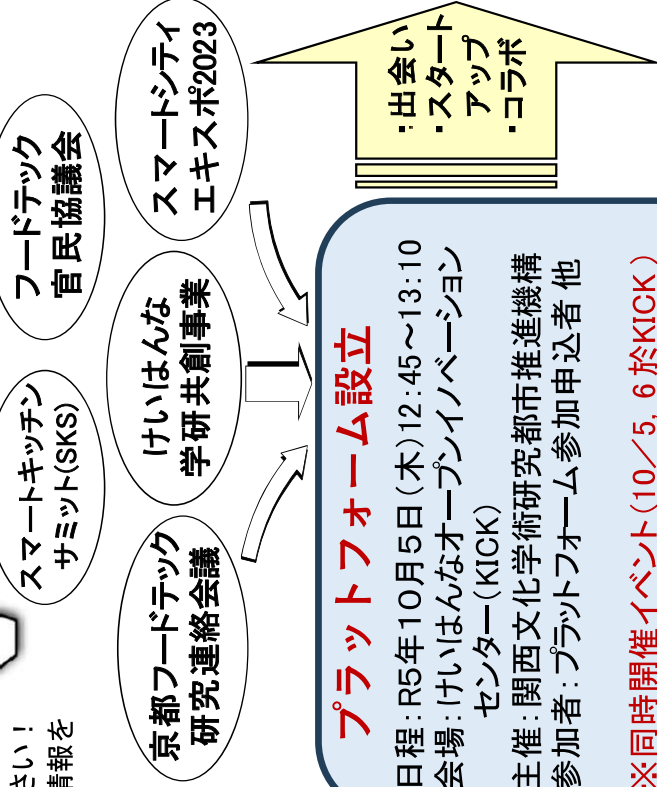 さい！
情報を
スマートキッチン
サミット(SKS)
フードテック
官民協議会
京都フードテック
研究連絡会議
けいはんな
学研共創事業
スマートシティ
エキスポ2023
プラットフォーム設立
日程：R5年10月5日(木)12:45～13:10
会場：けいはんなオープンイノベーション
センター(KICK)
主催：関西文化学術研究都市推進機構
参加者：プラットフォーム参加申込者 他
※同時開催イベント(10／5, 6於KICK)
・出会い
・スタート
アップ
・コラボ